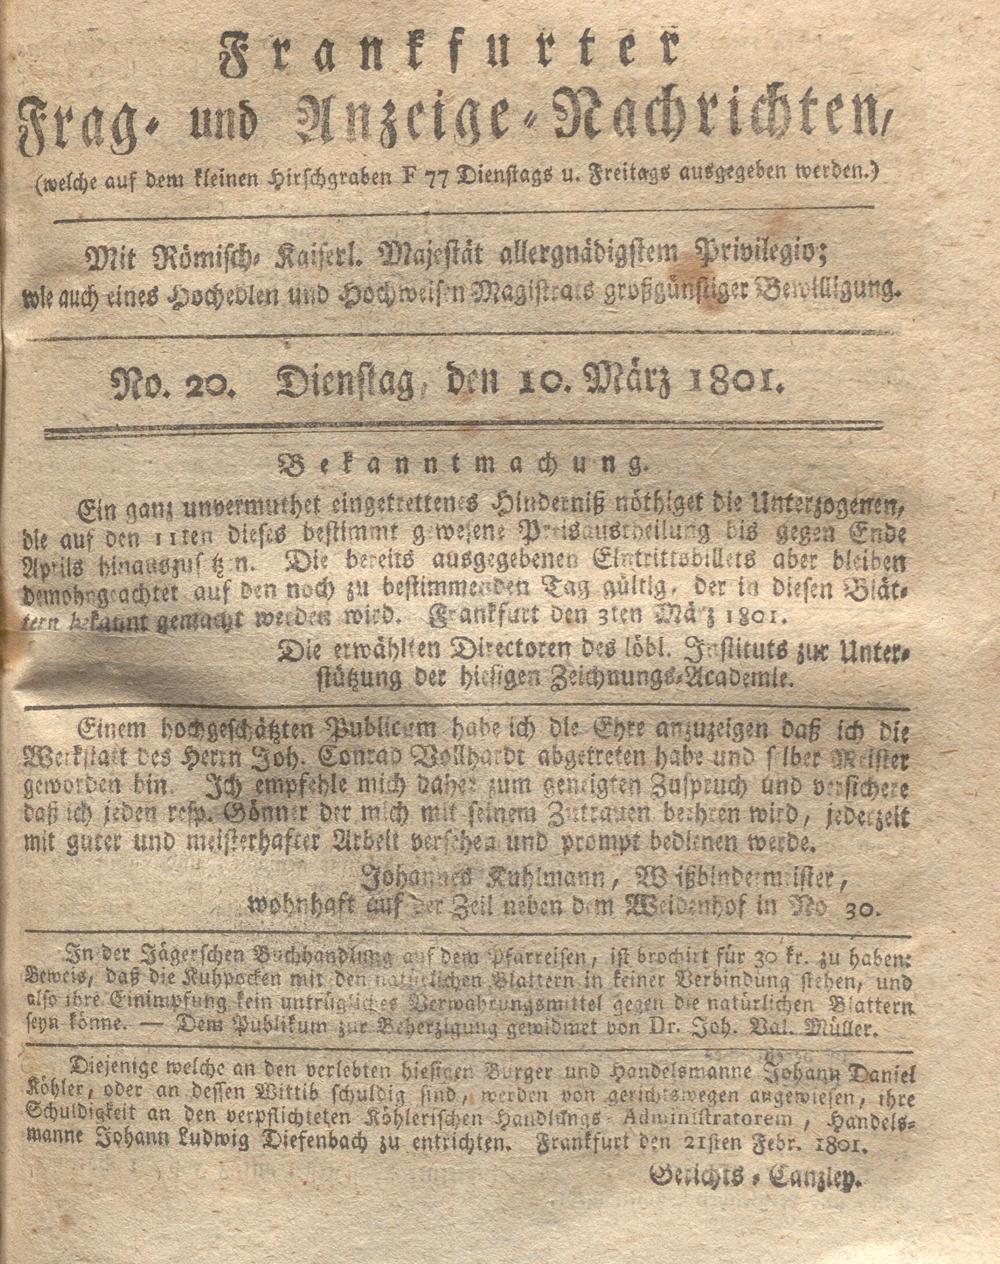 Frankfurter
Frag- und Anzeige-Nachrichten,
(welche auf dem kleinen Hirschgraben F 77 Dienstags u. Freitags ausgegeben werden.)
Mit Römisch- Kaiserl. Majestät allergnädigstem Privilegio;
wie auch eines Hochedlen und Hochweisen Magistrats großgünstiger Bewilligung.
No. 20. Dienstag, den 10. März 1801.
Bekanntmachung.
Ein ganz unvermuthet eingetrettenes Hinderniß nöthiget die Unterzogenen,
die auf den 11ten dieses bestimmt gewesene Preisaustheilung bis gegen Ende
Aprils hinauszusetzen. Die bereits ausgegebenen Eintrittsbillets aber bleiben
demohngeachtet auf den noch zu bestimmenden Tag gültig, der in diesen Blät-
tern bekannt gemacht werden wird. Frankfurt den 3ten März 1801.
Die erwählten Directoren des löbl. Instituts zur Unter-
stützung der hiesigen Zeichnungs-Academie.
Einem hochgeschätzten Publicum habe ich die Ehre anzuzeigen daß ich die
Werkstatt des Herrn Joh. Conrad Vollhardt abgetreten habe und selber Meister
geworden bin. Ich empfehle mich daher zum geneigten Zuspruch und versichere
daß ich jeden resp. Gönner der mich mit seinem Zutrauen beehren wird, jederzeit
mit guter und meisterhafter Arbeit versehen und prompt bedienen werde.
Johannes Kuhlmann, Weißbindermeister,
wohnhaft auf der Zeil neben dem Weidenhof in No 30.
In der Jägerschen Buchhandlung auf dem Pfarreisen, ist brochirt für 30 kr. zu haben:
Beweis, daß die Kuhpocken mit den natürlichen Blattern in keiner Verbindung stehen, und
also ihre Einimpfung kein untrügliches Verwahrungsmittel gegen die natürlichen Blattern
seyn könne. — Dem Publikum zur Beherzigung gewidmet von Dr. Joh. Val. Müller.
Diejenige welche an den verlebten hiesigen Burger und Handelsmanne Johann Daniel
Köhler, oder an dessen Wittib schuldig sind, werden von gerichtswegen angewiesen, ihre
Schuldigkeit an den verpflichteten Köhlerischen Handlungs- Administratorem, Handels-
manne Johann Ludwig Diefenbach zu entrichten. Frankfurt den 21sten Febr. 1801.
Gerichts-Canzley.